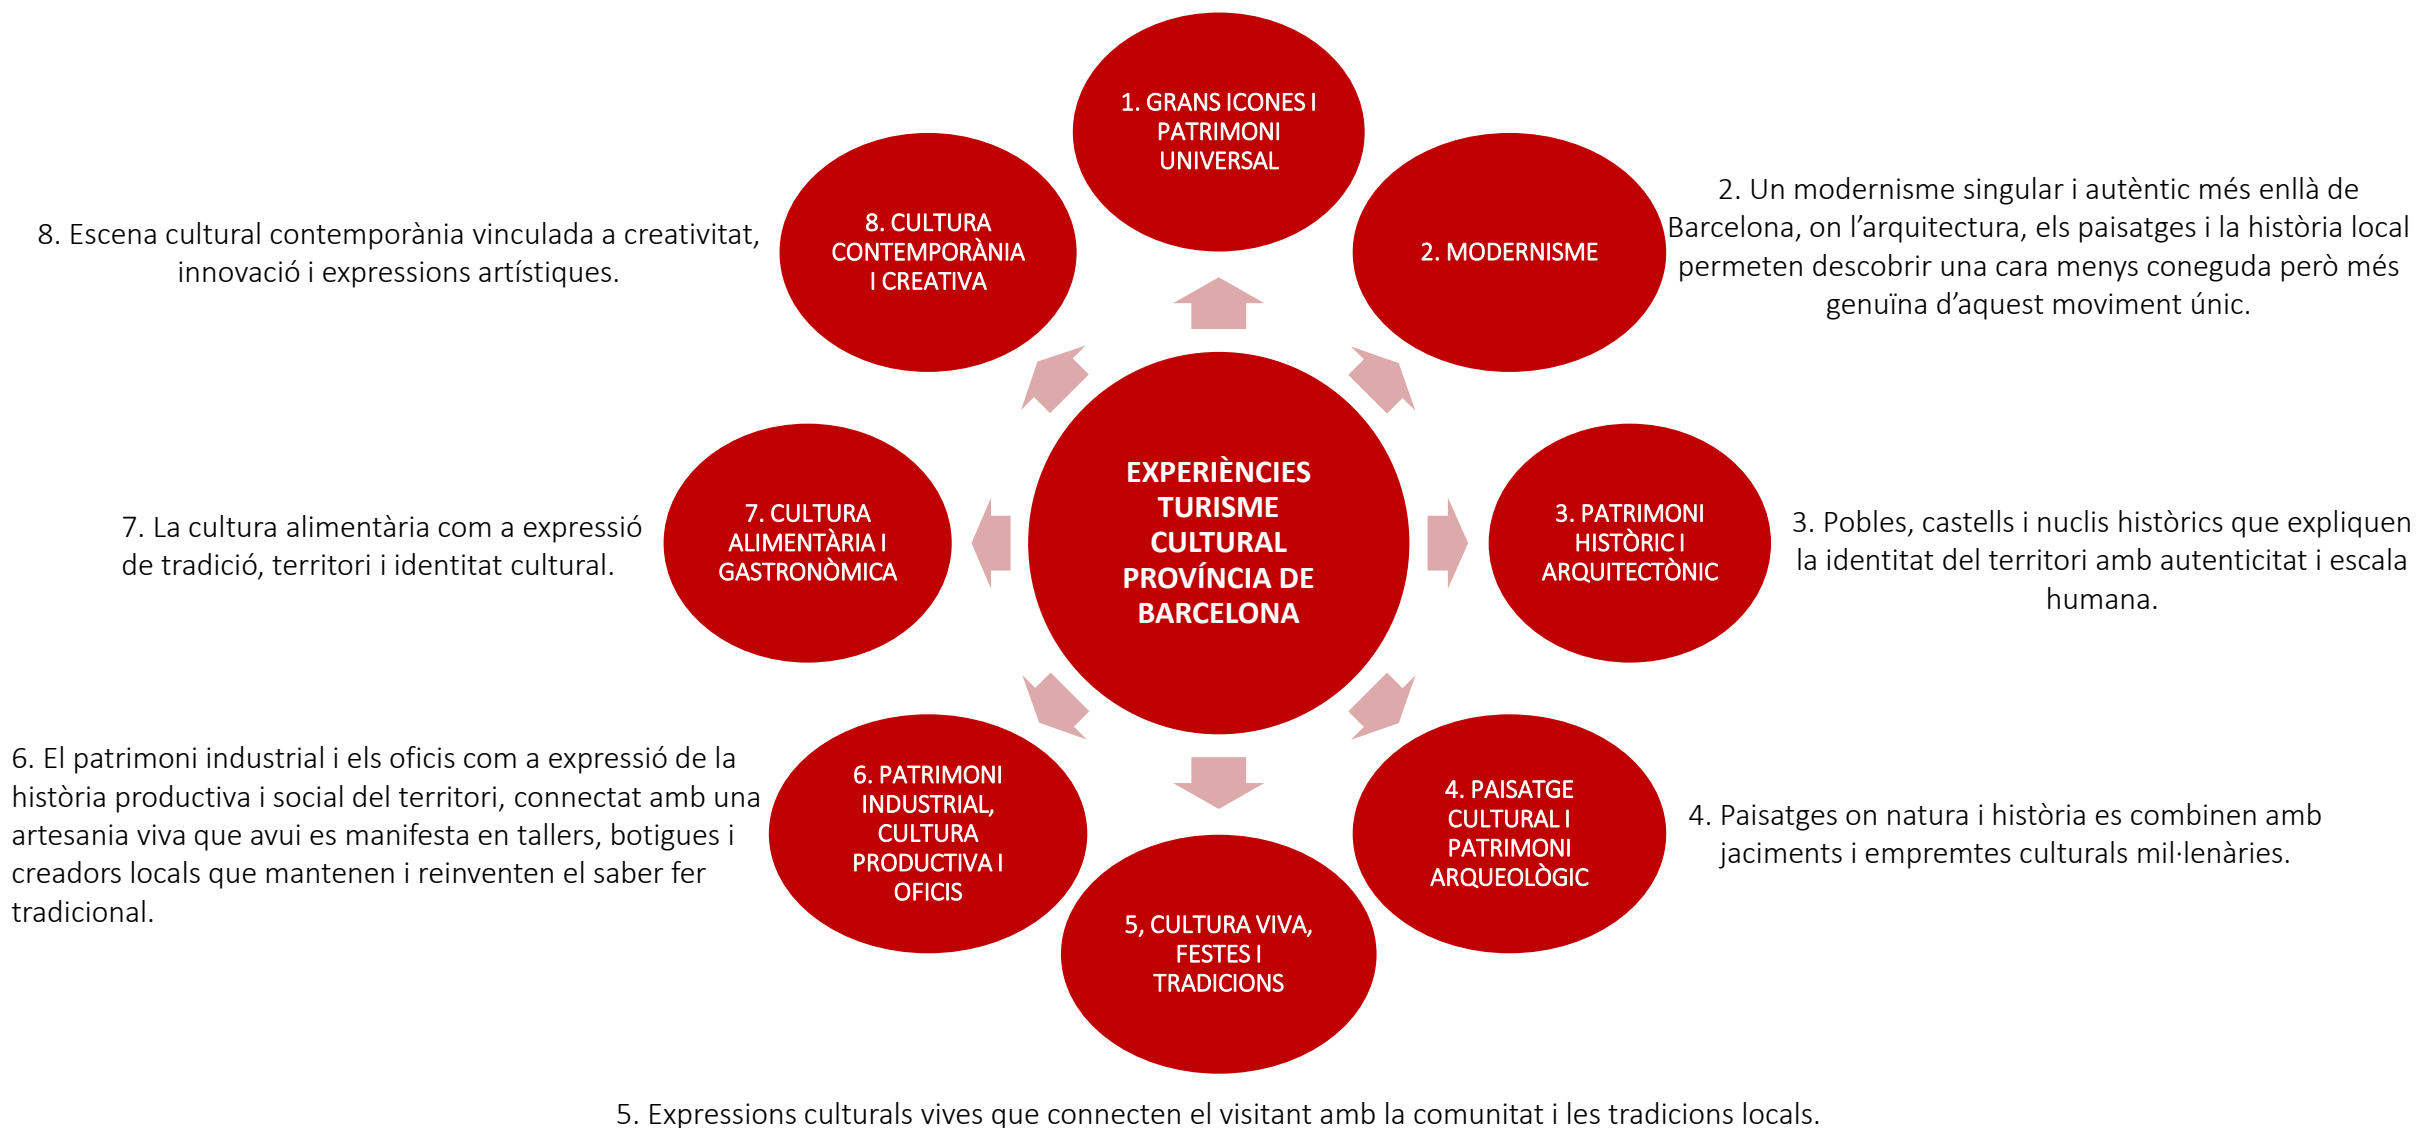 1. GRANS ICONES I
PATRIMONI
UNIVERSAL
2. MODERNISME
2. Un modernisme singular i autèntic més enllà de
Barcelona, on l’arquitectura, els paisatges i la història local
permeten descobrir una cara menys coneguda però més
genuïna d’aquest moviment únic.
3. PATRIMONI
HISTÒRIC I
ARQUITECTÒNIC
3. Pobles, castells i nuclis històrics que expliquen
la identitat del territori amb autenticitat i escala
humana.
4. PAISATGE
CULTURAL I
PATRIMONI
ARQUEOLÒGIC
4. Paisatges on natura i història es combinen amb
jaciments i empremtes culturals mil·lenàries.
5, CULTURA VIVA,
FESTES I
TRADICIONS
5. Expressions culturals vives que connecten el visitant amb la comunitat i les tradicions locals.
6. PATRIMONI
INDUSTRIAL,
CULTURA
PRODUCTIVA I
OFICIS
6. El patrimoni industrial i els oficis com a expressió de la
història productiva i social del territori, connectat amb una
artesania viva que avui es manifesta en tallers, botigues i
creadors locals que mantenen i reinventen el saber fer
tradicional.
7. CULTURA
ALIMENTÀRIA I
GASTRONÒMICA
7. La cultura alimentària com a expressió
de tradició, territori i identitat cultural.
8. CULTURA
CONTEMPORÀNIA
I CREATIVA
8. Escena cultural contemporània vinculada a creativitat,
innovació i expressions artístiques.
EXPERIÈNCIES
TURISME
CULTURAL
PROVÍNCIA DE
BARCELONA